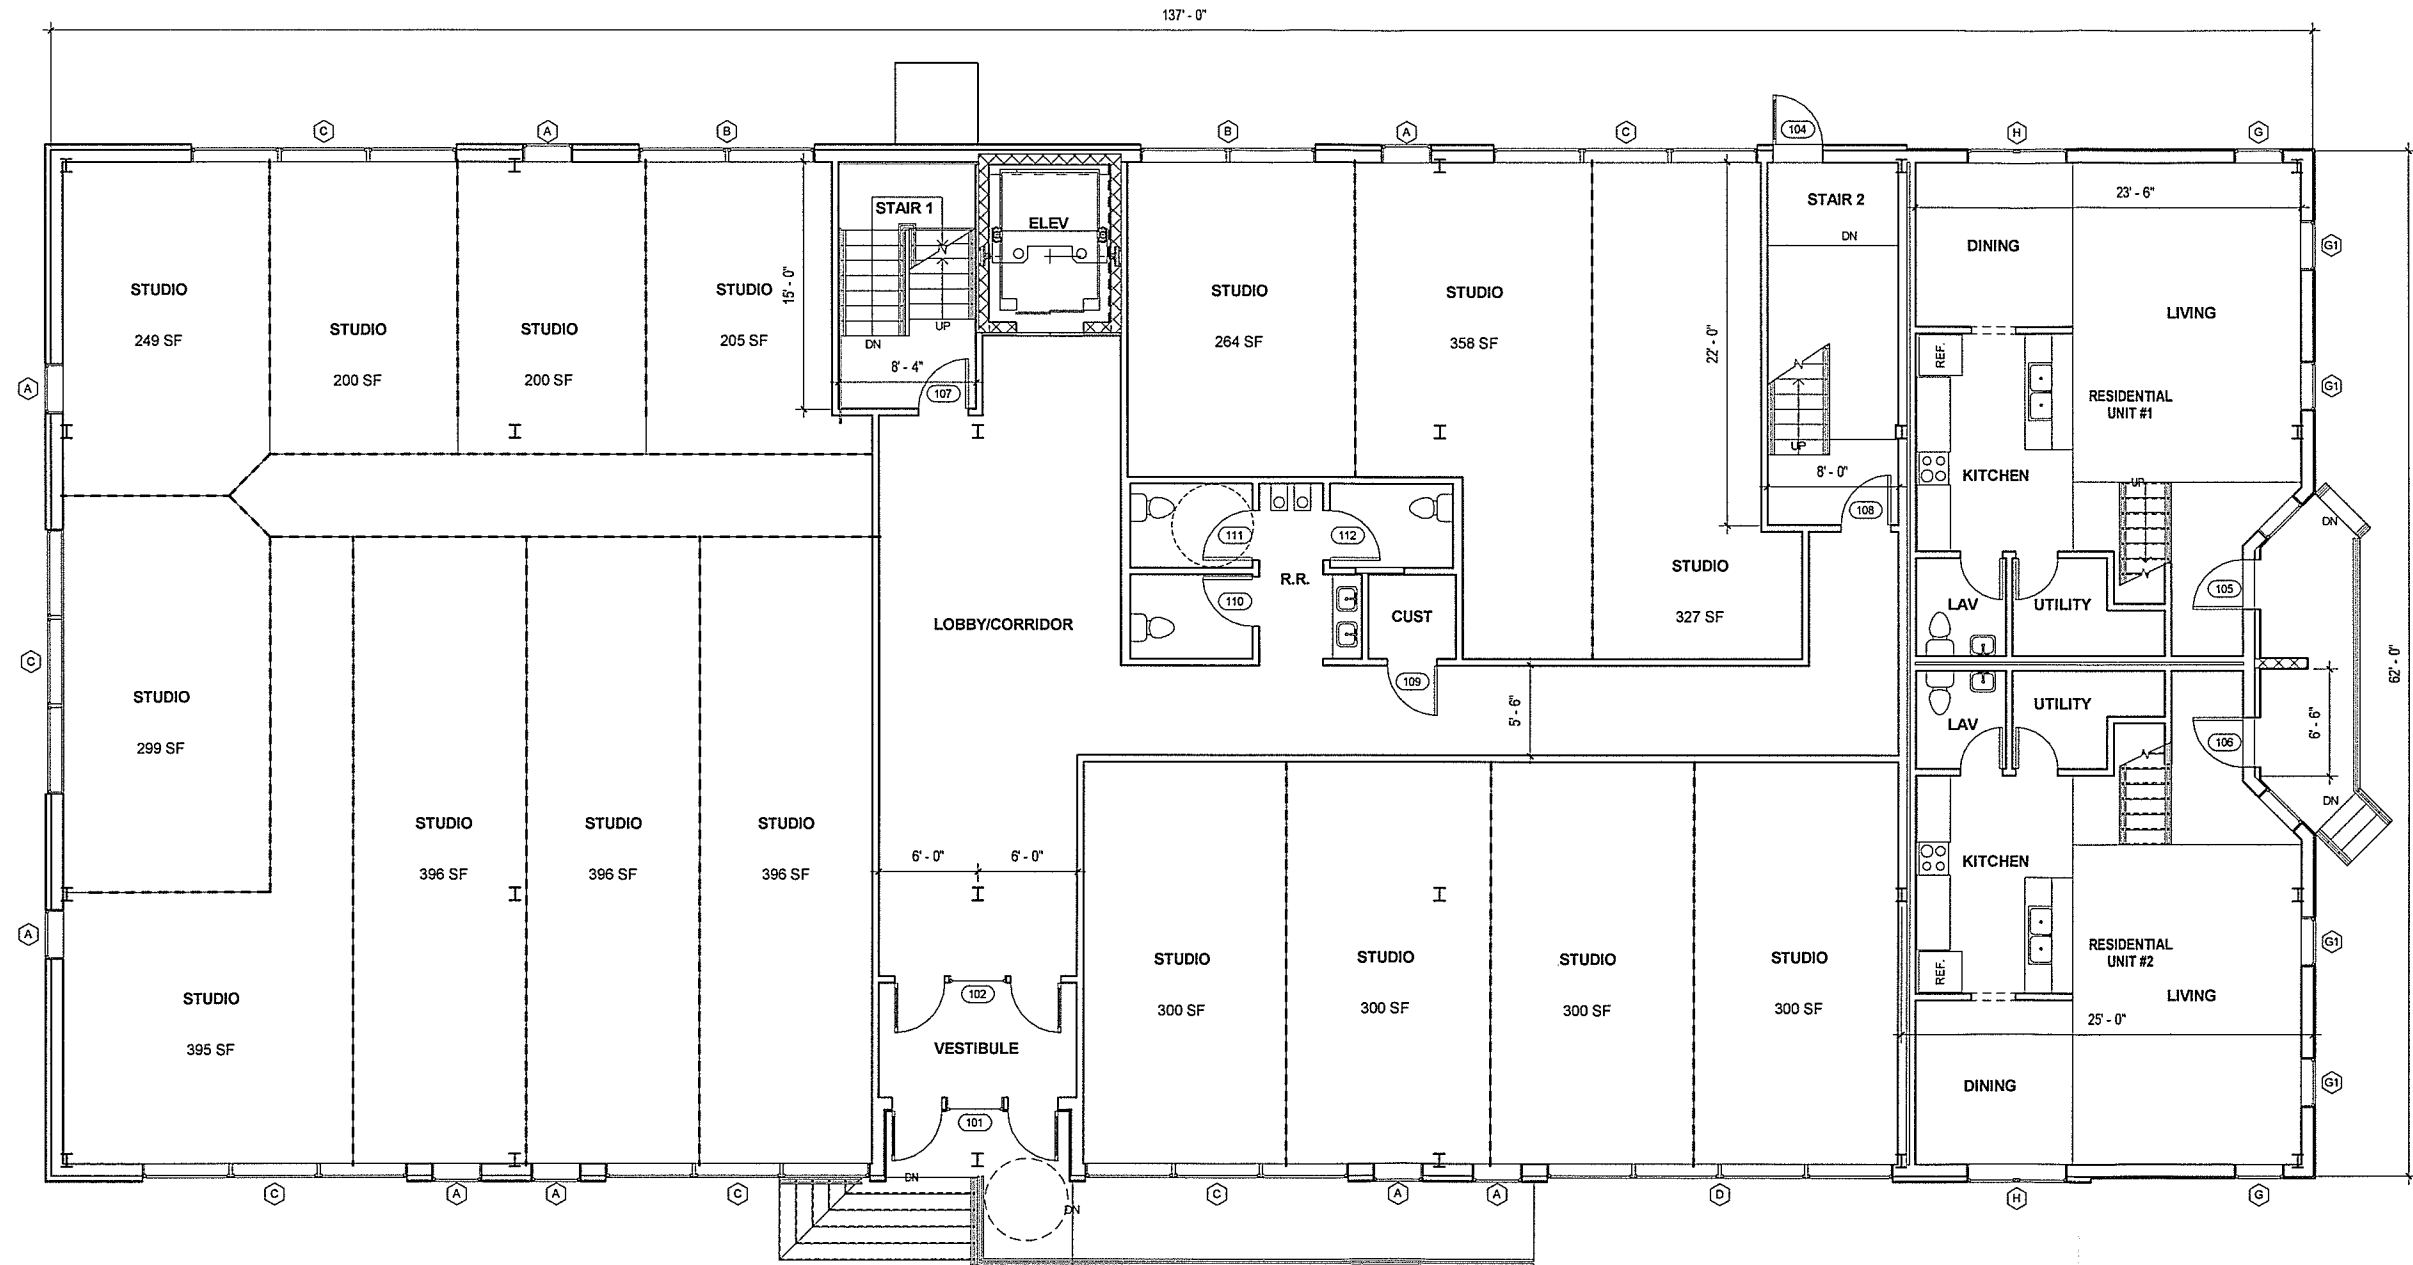 137' - 0"
C
A
B
B
A
C
104
H
G
STAIR 1
ELEV
STAIR 2
23' - 6"
DN
DINING
G1
STUDIO
249 SF
STUDIO
200 SF
STUDIO
200 SF
STUDIO
205 SF
15' - 0"
UP
DN
8' - 4"
107
STUDIO
264 SF
STUDIO
358 SF
22' - 0"
LIVING
REF.
RESIDENTIAL
UNIT #1
G1
A
UP
8' - 0"
KITCHEN
UP
108
DN
111
112
R.R.
110
CUST
109
STUDIO
327 SF
LAV
UTILITY
105
LOBBY/CORRIDOR
C
STUDIO
299 SF
5' - 6"
62' - 0"
LAV
UTILITY
106
6' - 6"
DN
STUDIO
396 SF
STUDIO
396 SF
STUDIO
396 SF
6' - 0"
6' - 0"
KITCHEN
A
RESIDENTIAL
UNIT #2
G1
REF.
LIVING
STUDIO
395 SF
102
VESTIBULE
STUDIO
300 SF
STUDIO
300 SF
STUDIO
300 SF
STUDIO
300 SF
25' - 0"
DINING
G1
101
DN
DN
C
A
A
C
C
A
A
D
H
G